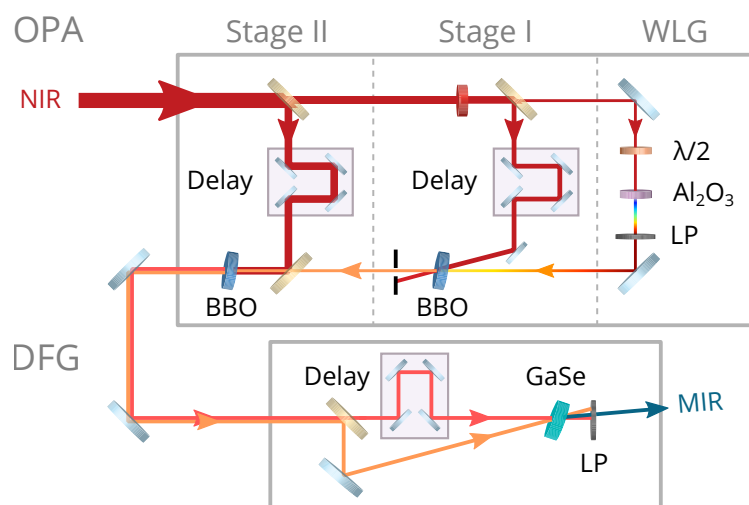 OPA
Stage II
Stage I
WLG
NIR
λ/2
Delay
Delay
Al₂O₃
LP
BBO
BBO
DFG
Delay
GaSe
MIR
LP